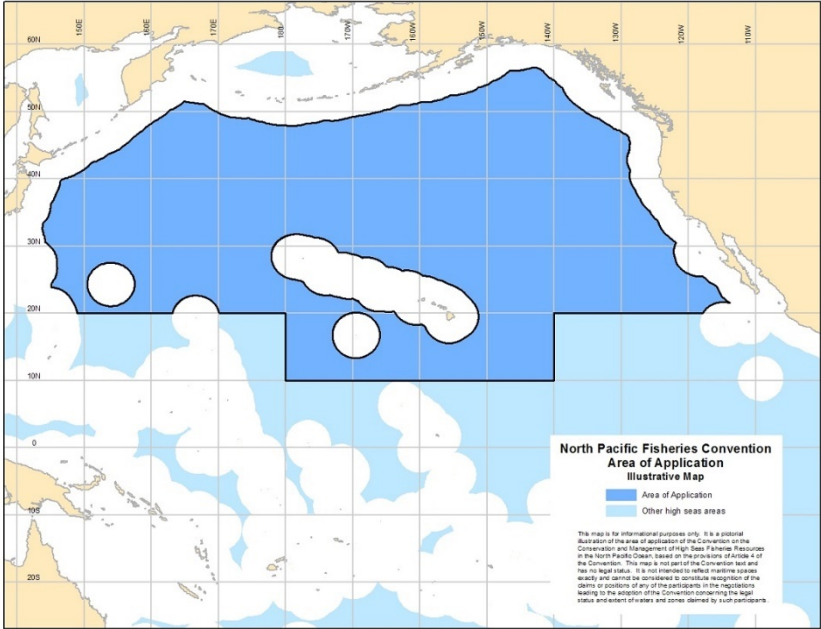 150E 160E 170E 180 170W 160W 150W 140W 130W 120W 110W
60N
50N
40N
30N
20N
10N
0
10S
20S
North Pacific Fisheries Convention
Area of Application
Illustrative Map
Area of Application
Other high seas areas
This map is for informational purposes only. It is a pictorial
illustration of the area of application of the Convention on the
Conservation and Management of High Seas Fisheries Resources
in the North Pacific Ocean, based on the provisions of Article 4 of
the Convention. This map is not part of the Convention text and
has no legal status. It is not intended to reflect maritime spaces
exactly and cannot be considered to constitute recognition of the
claims or positions of any of the participants in the negotiations
leading to the adoption of the Convention concerning the legal
status and extent of waters and zones claimed by such participants.